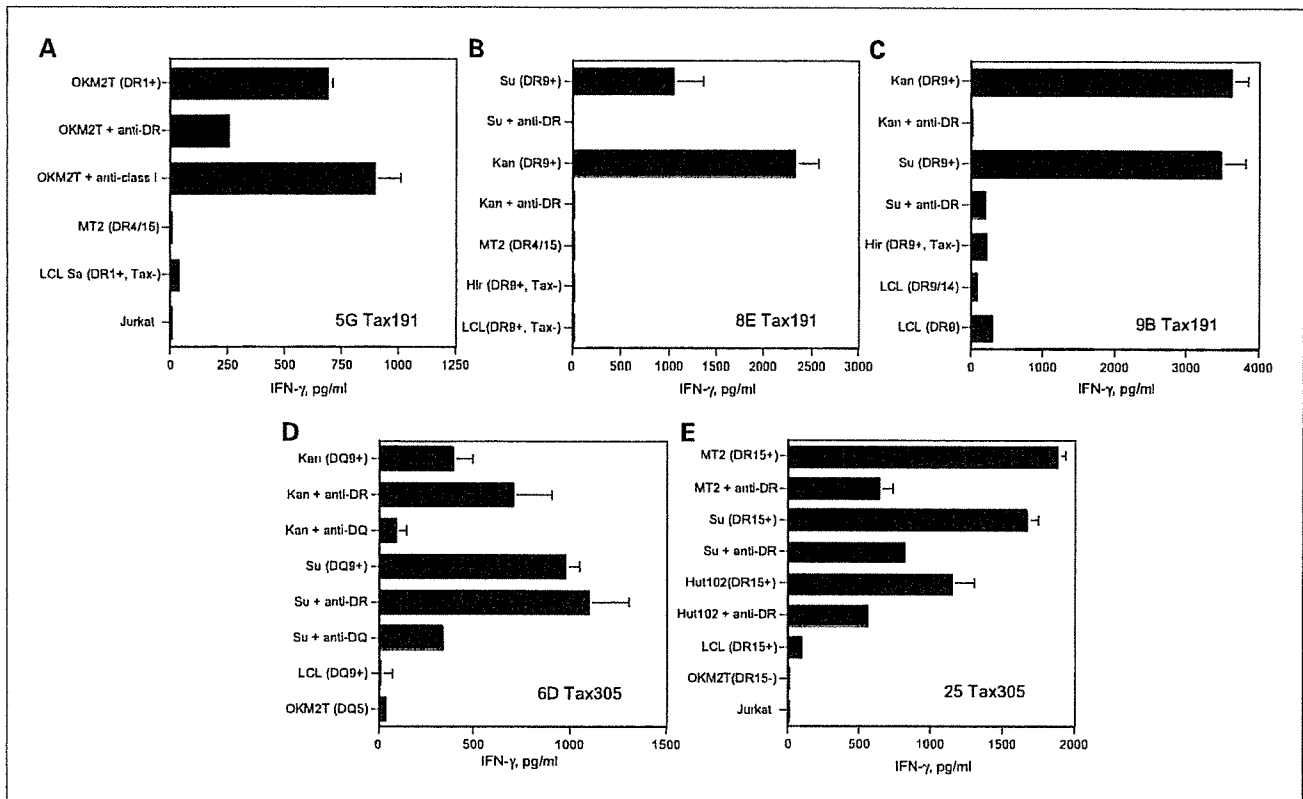 A
OKM2T (DR1+)
OKM2T + anti-DR
OKM2T + anti-class I
MT2 (DR4/15)
LCL Sa (DR1+, Tax-)
Jurkat
5G Tax191
0 250 500 750 1000 1250
IFN-γ, pg/ml
B
Su (DR9+)
Su + anti-DR
Kan (DR9+)
Kan + anti-DR
MT2 (DR4/15)
Hir (DR9+, Tax-)
LCL(DR9+, Tax-)
8E Tax191
0 500 1000 1500 2000 2500 3000
IFN-γ, pg/ml
C
Kan (DR9+)
Kan + anti-DR
Su (DR9+)
Su + anti-DR
Hir (DR9+, Tax-)
LCL (DR9/14)
LCL (DR9)
9B Tax191
0 1000 2000 3000 4000
IFN-γ, pg/ml
D
Kan (DQ9+)
Kan + anti-DR
Kan + anti-DQ
Su (DQ9+)
Su + anti-DR
Su + anti-DQ
LCL (DQ9+)
OKM2T (DQ5)
6D Tax305
0 500 1000 1500
IFN-γ, pg/ml
E
MT2 (DR15+)
MT2 + anti-DR
Su (DR15+)
Su + anti-DR
Hut102(DR15+)
Hut102 + anti-DR
LCL (DR15+)
OKM2T(DR15-)
Jurkat
25 Tax305
0 500 1000 1500 2000
IFN-γ, pg/ml